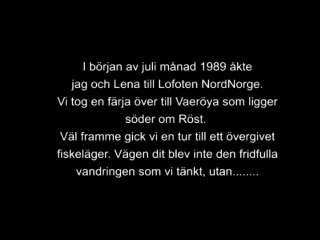 I början av juli månad 1989 åkte
jag och Lena till Lofoten NordNorge.
Vi tog en färja över till Vaeröya som ligger
söder om Röst.
Väl framme gick vi en tur till ett övergivet
fiskeläger. Vägen dit blev inte den fridfulla
vandringen som vi tänkt, utan........